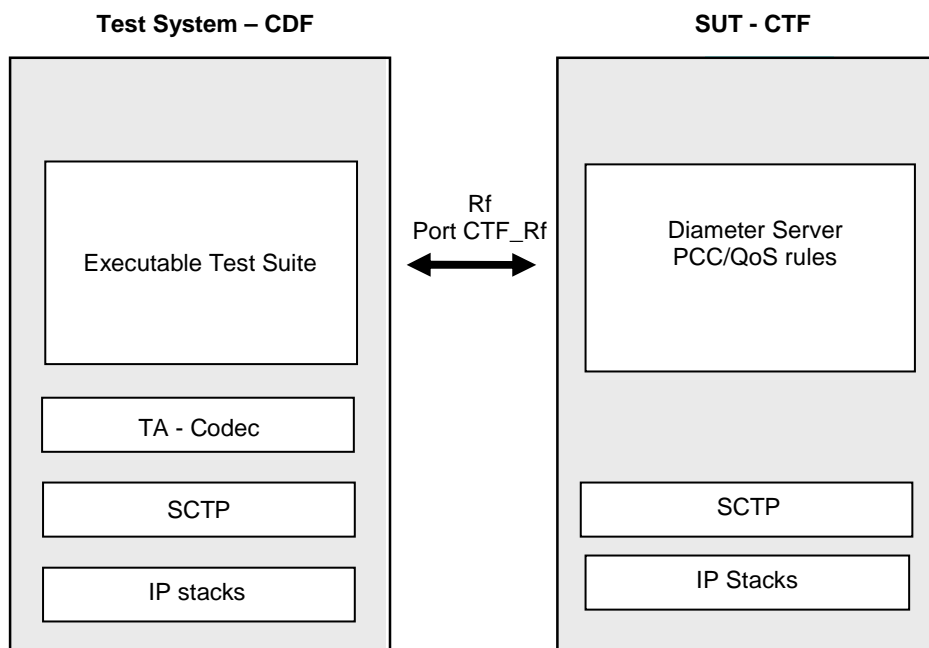 Test System – CDF
SUT - CTF
Executable Test Suite
TA - Codec
SCTP
IP stacks
Rf
Port CTF_Rf
Diameter Server
PCC/QoS rules
SCTP
IP Stacks